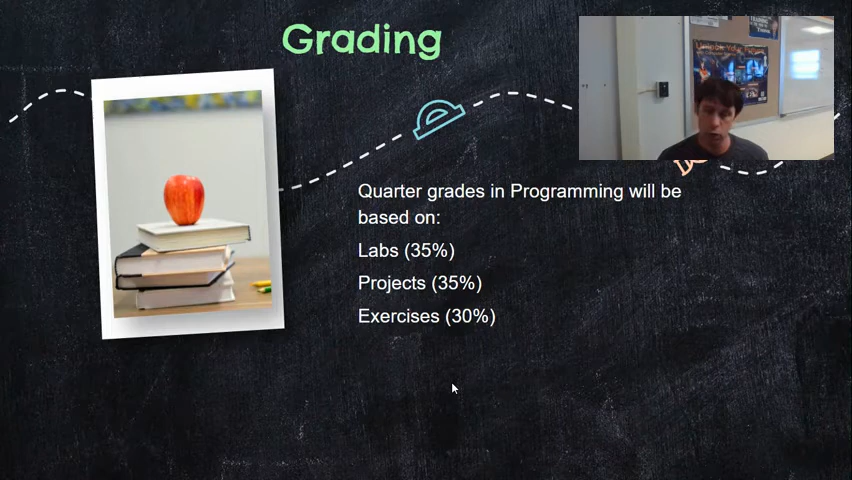 Grading
Quarter grades in Programming will be
based on:
Labs (35%)
Projects (35%)
Exercises (30%)